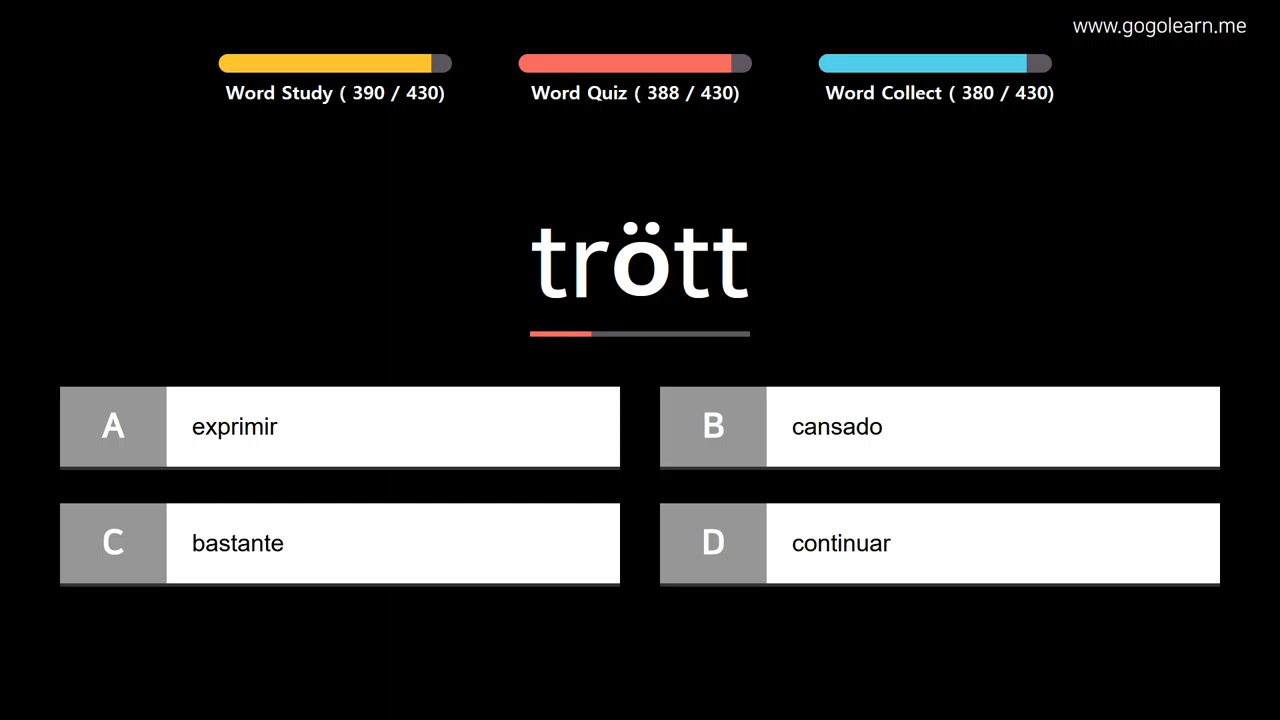 www.gogolearn.me
Word Study ( 390 / 430)
Word Quiz ( 388 / 430)
Word Collect ( 380 / 430)
trött
A exprimir
B cansado
C bastante
D continuar